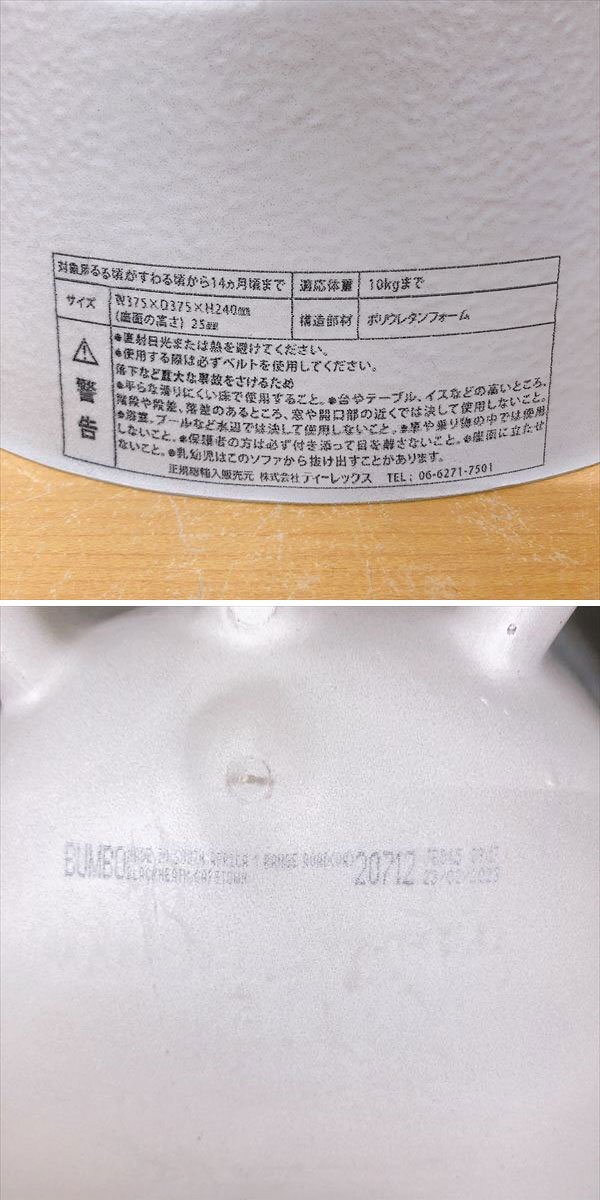 対象月齢 首がすわる頃から14ヵ月頃まで 適応体重 10kgまで
サイズ W375×D375×H240㎜
(座面の高さ) 25㎜ 構造部材 ポリウレタンフォーム
警告
●直射日光または熱を避けてください。
●使用する際は必ずベルトを使用してください。
落下など重大な事故をさけるため
●平らな滑りにくい床で使用すること。●台やテーブル、イスなどの高いところ、
階段や段差、落差のあるところ、窓や開口部の近くでは決して使用しないこと。
●浴室、プールなど水辺では決して使用しないこと。●車や乗り物の中では使用
しないこと。●保護者の方は必ず付き添って目を離さないこと。●座面に立たせ
ないこと。●乳幼児はこのソファから抜け出すことがあります。
正規総輸入販売元 株式会社ティーレックス TEL: 06-6271-7501
BUMBO MADE IN SOUTH AFRICA 1 RANGE ROAD 20712
BLACKHEATH CAPETOWN